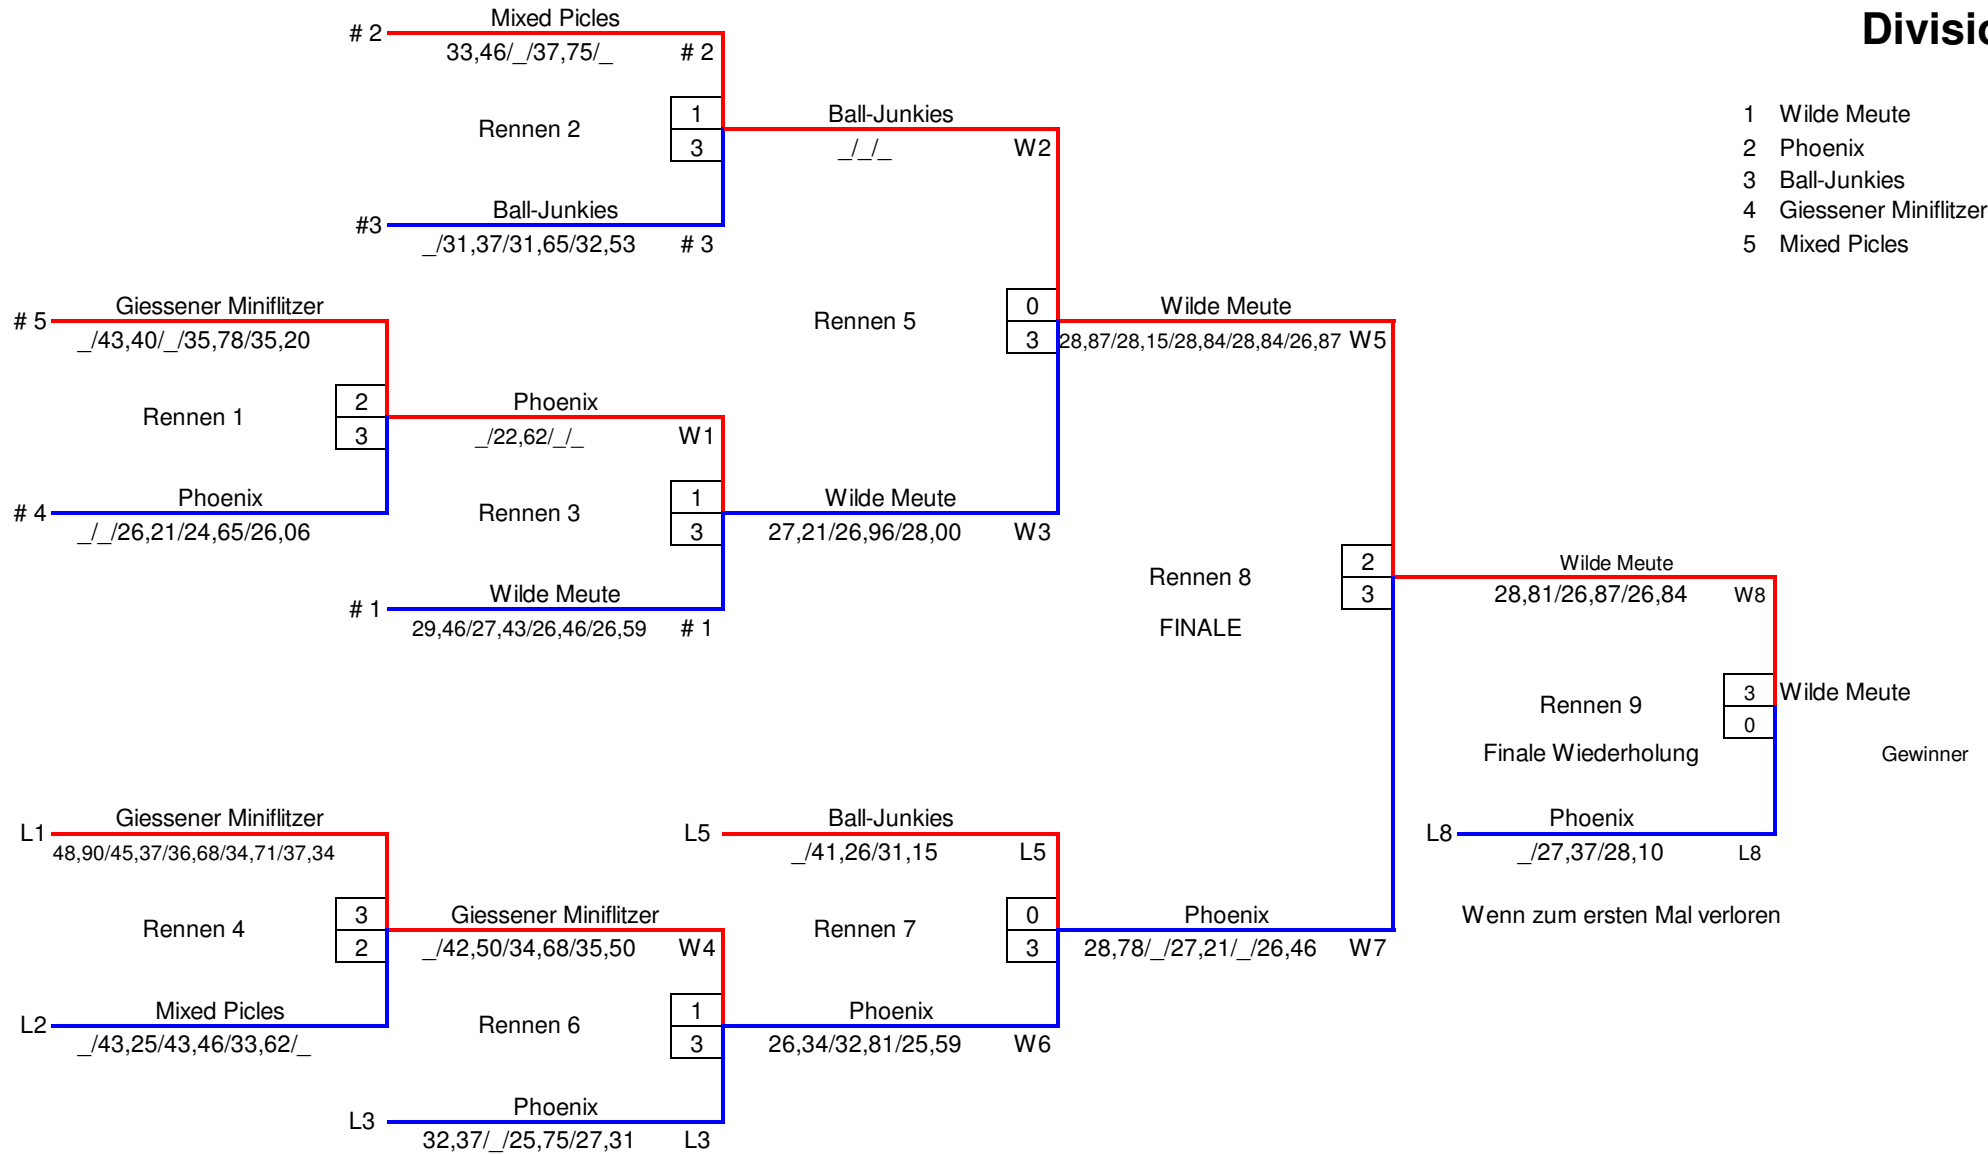 Divisio
Mixed Picles
# 2
33,46/_/37,75/_ # 2
1 Wilde Meute
2 Phoenix
3 Ball-Junkies
4 Giessener Miniflitzer
5 Mixed Picles
Rennen 2
1
3
Ball-Junkies
_/_/_ W2
Ball-Junkies
#3
_/31,37/31,65/32,53 # 3
Giessener Miniflitzer
# 5
_/43,40/_/35,78/35,20
Rennen 5
0
3
Wilde Meute
28,87/28,15/28,84/28,84/26,87 W5
Rennen 1
2
3
Phoenix
_/22,62/_/_ W1
Phoenix
# 4
_/_/26,21/24,65/26,06
Rennen 3
1
3
Wilde Meute
27,21/26,96/28,00 W3
Wilde Meute
# 1
29,46/27,43/26,46/26,59 # 1
Rennen 8
2
3
FINALE
Wilde Meute
28,81/26,87/26,84 W8
Rennen 9
3
0
Wilde Meute
Finale Wiederholung
Gewinner
Giessener Miniflitzer
L1
48,90/45,37/36,68/34,71/37,34
Ball-Junkies
L5
_/41,26/31,15 L5
Phoenix
L8
_/27,37/28,10 L8
Rennen 4
3
2
Giessener Miniflitzer
_/42,50/34,68/35,50 W4
Rennen 7
0
3
Phoenix
28,78/_/27,21/_/26,46 W7
Wenn zum ersten Mal verloren
Mixed Picles
L2
_/43,25/43,46/33,62/_
Rennen 6
1
3
Phoenix
26,34/32,81/25,59 W6
Phoenix
L3
32,37/_/25,75/27,31 L3